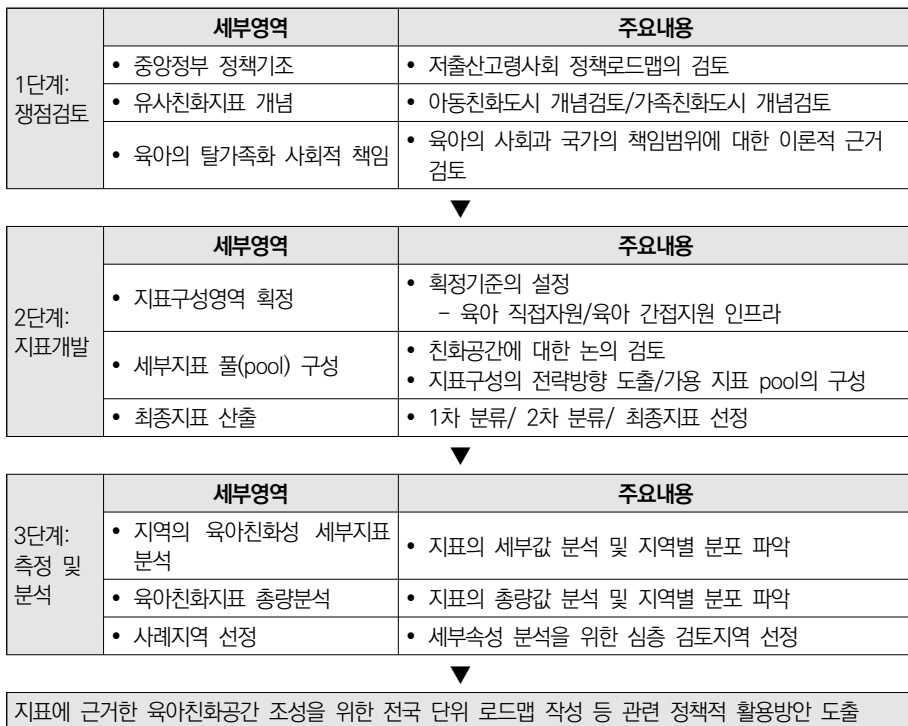 세부영역 주요내용
1단계:
쟁점검토
• 중앙정부 정책기조 • 저출산고령사회 정책로드맵의 검토
• 유사친화지표 개념 • 아동친화도시 개념검토/가족친화도시 개념검토
• 육아의 탈가족화 사회적 책임 • 육아의 사회과 국가의 책임범위에 대한 이론적 근거
검토
▼
세부영역 주요내용
2단계:
지표개발
• 지표구성영역 획정 • 획정기준의 설정
− 육아 직접자원/육아 간접지원 인프라
• 세부지표 풀(pool) 구성 • 친화공간에 대한 논의 검토
• 지표구성의 전략방향 도출/가용 지표 pool의 구성
• 최종지표 산출 • 1차 분류/ 2차 분류/ 최종지표 선정
▼
세부영역 주요내용
3단계:
측정 및
분석
• 지역의 육아친화성 세부지표
분석 • 지표의 세부값 분석 및 지역별 분포 파악
• 육아친화지표 총량분석 • 지표의 총량값 분석 및 지역별 분포 파악
• 사례지역 선정 • 세부속성 분석을 위한 심층 검토지역 선정
▼
지표에 근거한 육아친화공간 조성을 위한 전국 단위 로드맵 작성 등 관련 정책적 활용방안 도출